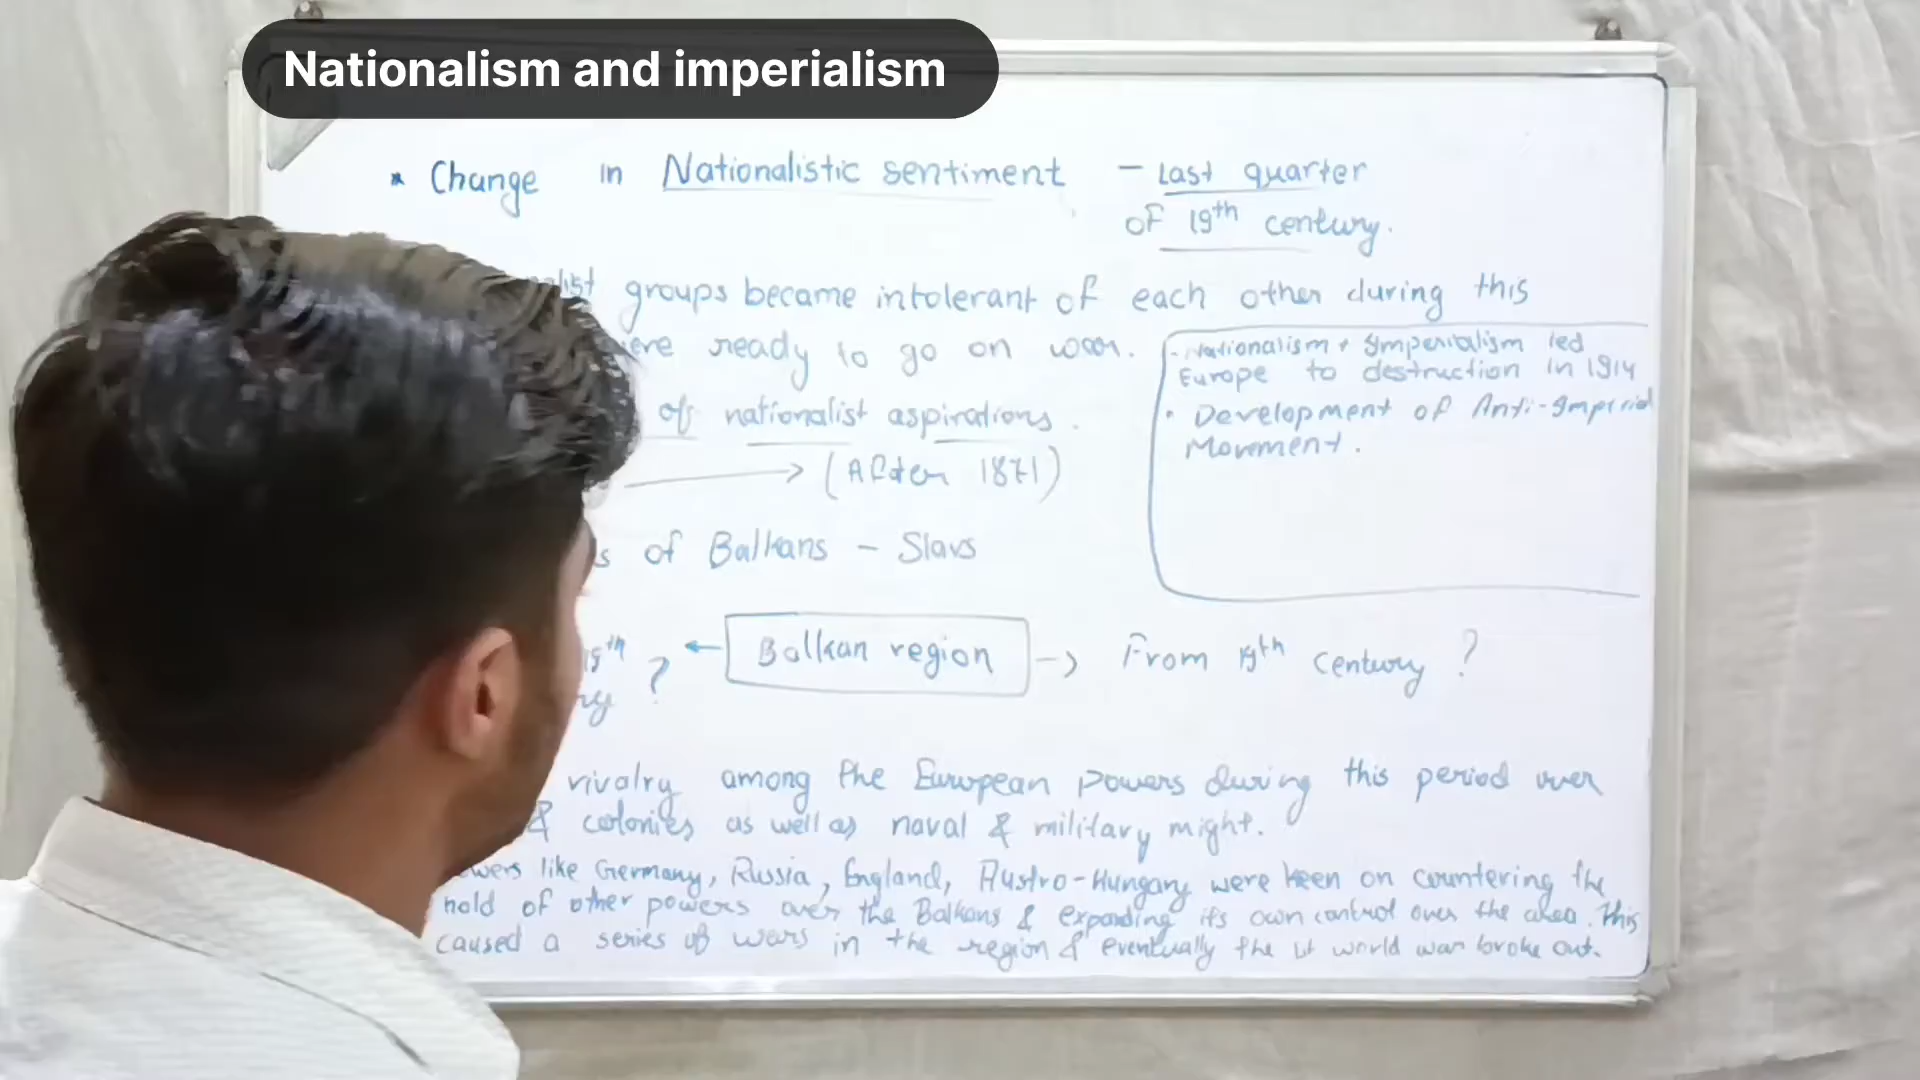 Nationalism and imperialism
* Change in Nationalistic sentiment - Last quarter
of 19th century.
groups became intolerant of each other during this
ready to go on war.
- Nationalism + Imperialism led
Europe to destruction in 1914
• Development of Anti-Imperial
Movement.
of nationalist aspirations.
→ (After 1871)
of Balkans - Slavs
19th ? ← Balkan region → From 19th century ?
rivalry among the European powers during this period over
& colonies as well as naval & military might.
like Germany, Russia, England, Austro-Hungary were keen on countering the
hold of other powers over the Balkans & expanding its own control over the area. This
caused a series of wars in the region & eventually the 1st world war broke out.